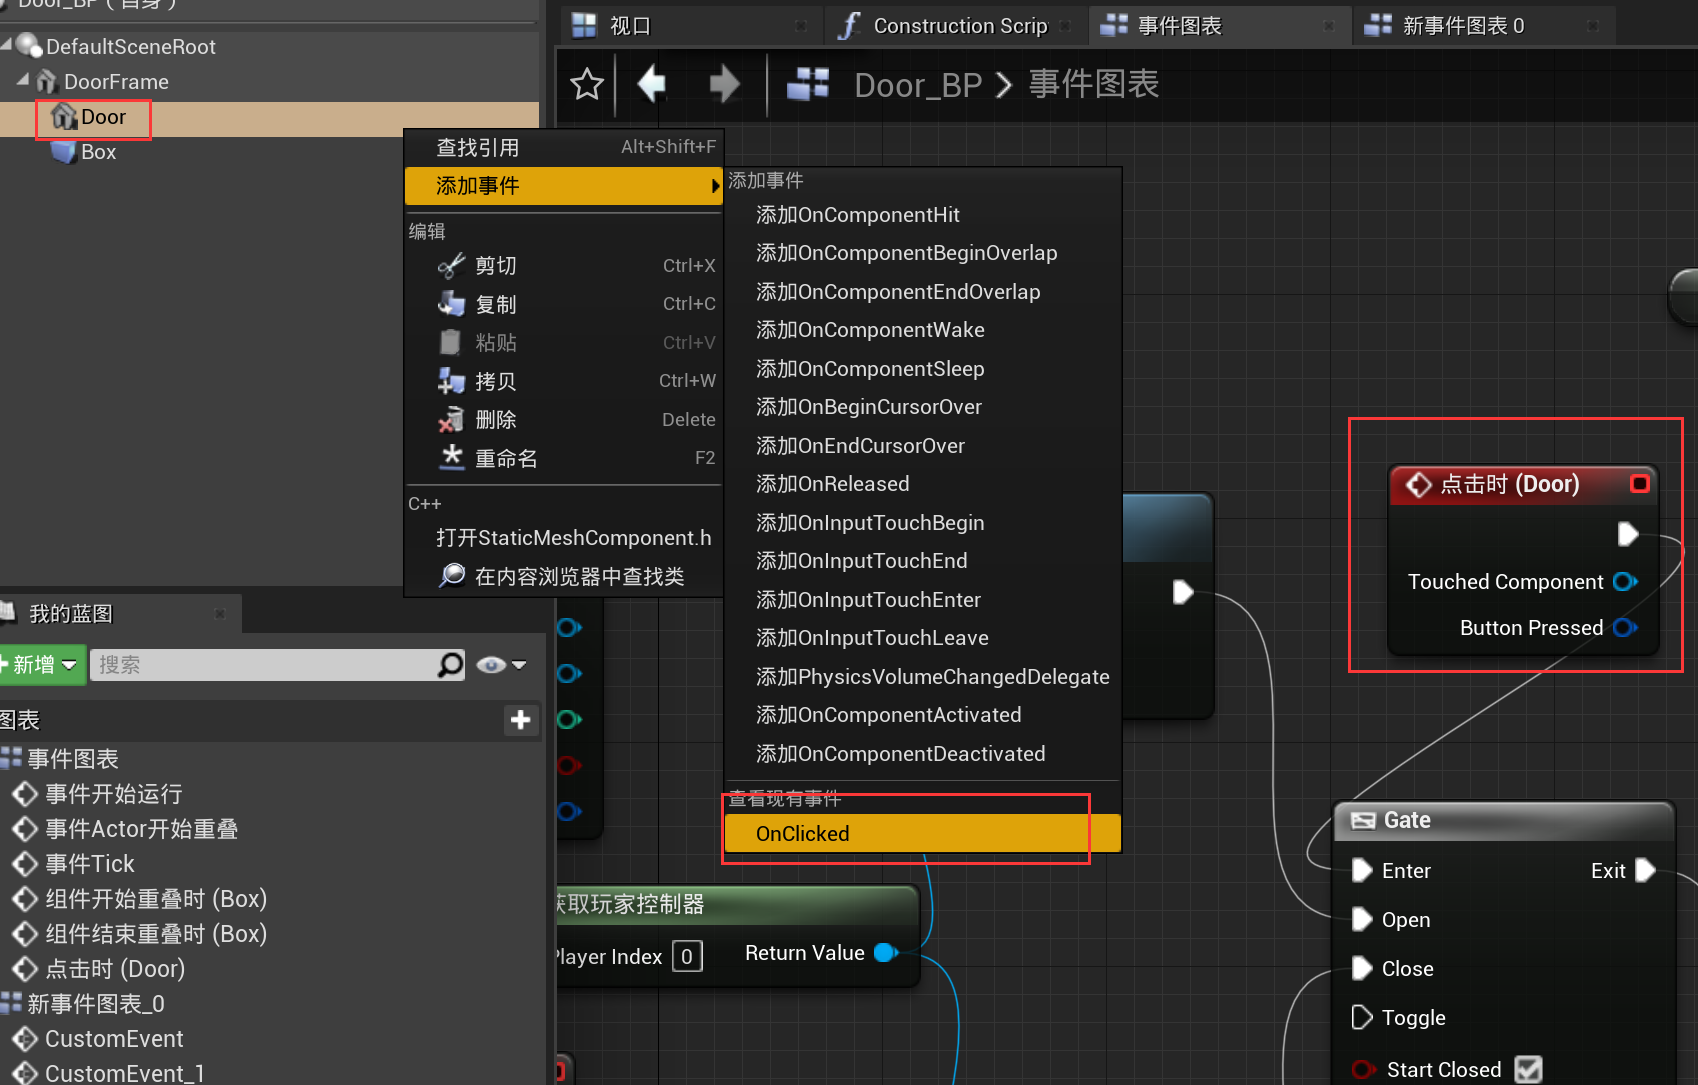 Door_BP (自身)
DefaultSceneRoot
DoorFrame
Door
Box
视口
Construction Scrip
事件图表
新事件图表 0
Door_BP
事件图表
查找引用 Alt+Shift+F
添加事件
编辑
剪切 Ctrl+X
复制 Ctrl+C
粘贴 Ctrl+V
拷贝 Ctrl+W
删除 Delete
重命名 F2
C++
打开StaticMeshComponent.h
在内容浏览器中查找类
添加事件
添加OnComponentHit
添加OnComponentBeginOverlap
添加OnComponentEndOverlap
添加OnComponentWake
添加OnComponentSleep
添加OnBeginCursorOver
添加OnEndCursorOver
添加OnReleased
添加OnInputTouchBegin
添加OnInputTouchEnd
添加OnInputTouchEnter
添加OnInputTouchLeave
添加PhysicsVolumeChangedDelegate
添加OnComponentActivated
添加OnComponentDeactivated
查看现有事件
OnClicked
我的蓝图
新增
搜索
图表
事件图表
事件开始运行
事件Actor开始重叠
事件Tick
组件开始重叠时 (Box)
组件结束重叠时 (Box)
点击时 (Door)
新事件图表_0
CustomEvent
CustomEvent_1
获取玩家控制器
Player Index 0
Return Value
点击时 (Door)
Touched Component
Button Pressed
Gate
Enter
Exit
Open
Close
Toggle
Start Closed